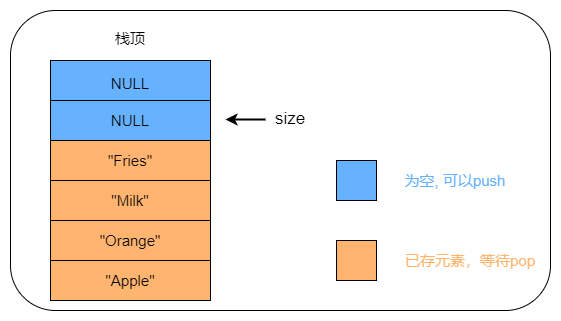 栈顶
NULL
NULL
size
"Fries"
"Milk"
"Orange"
"Apple"
为空, 可以push
已存元素，等待pop